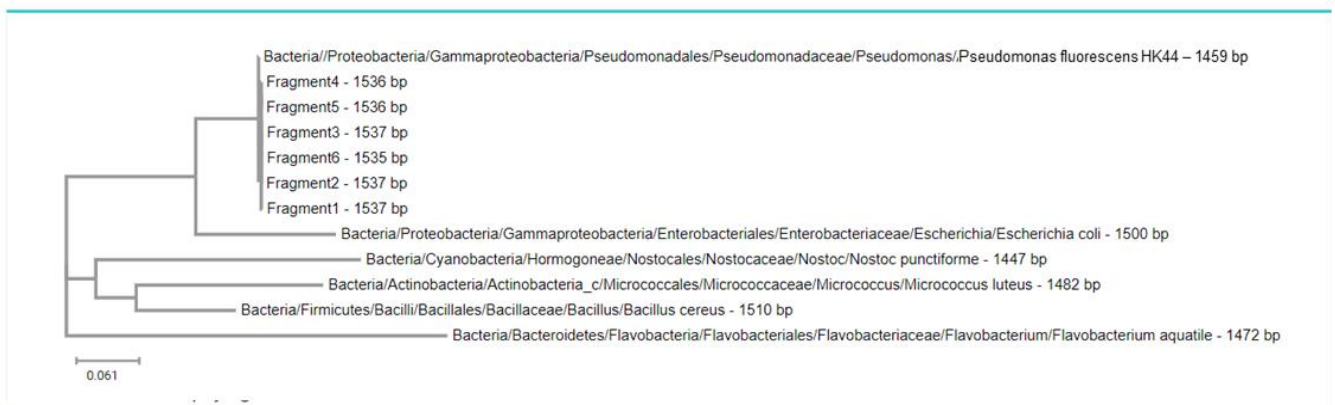 Bacteria//Proteobacteria/Gammaproteobacteria/Pseudomonadales/Pseudomonadaceae/Pseudomonas/.Pseudomonas fluorescens HK44 – 1459 bp
Fragment4 - 1536 bp
Fragment5 - 1536 bp
Fragment3 - 1537 bp
Fragment6 - 1535 bp
Fragment2 - 1537 bp
Fragment1 - 1537 bp
Bacteria/Proteobacteria/Gammaproteobacteria/Enterobacteriales/Enterobacteriaceae/Escherichia/Escherichia coli - 1500 bp
Bacteria/Cyanobacteria/Hormogoneae/Nostocales/Nostocaceae/Nostoc/Nostoc punctiforme - 1447 bp
Bacteria/Actinobacteria/Actinobacteria_c/Micrococcales/Micrococcaceae/Micrococcus/Micrococcus luteus - 1482 bp
Bacteria/Firmicutes/Bacilli/Bacillales/Bacillaceae/Bacillus/Bacillus cereus - 1510 bp
Bacteria/Bacteroidetes/Flavobacteria/Flavobacteriales/Flavobacteriaceae/Flavobacterium/Flavobacterium aquatile - 1472 bp
0.061